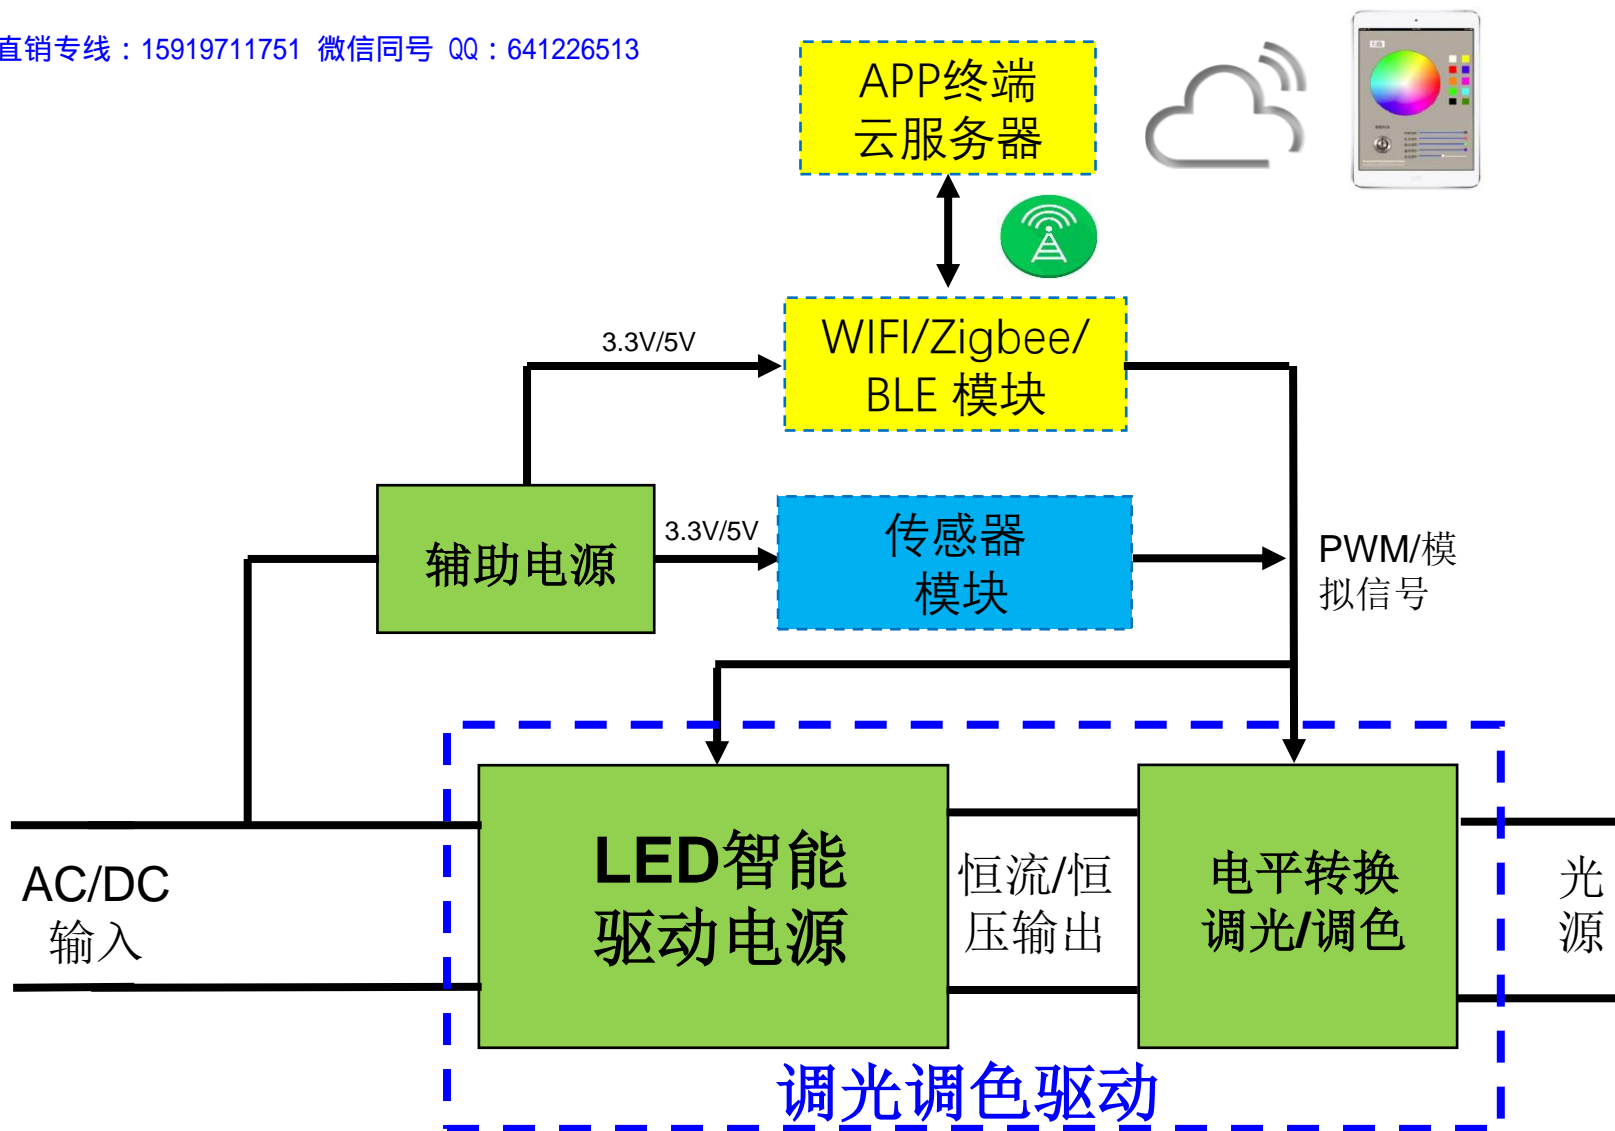 直销专线：15919711751 微信同号 QQ：641226513
APP终端
云服务器
WIFI/Zigbee/
BLE 模块
3.3V/5V
辅助电源
3.3V/5V
传感器
模块
PWM/模
拟信号
AC/DC
输入
LED智能
驱动电源
恒流/恒
压输出
电平转换
调光/调色
光
源
调光调色驱动